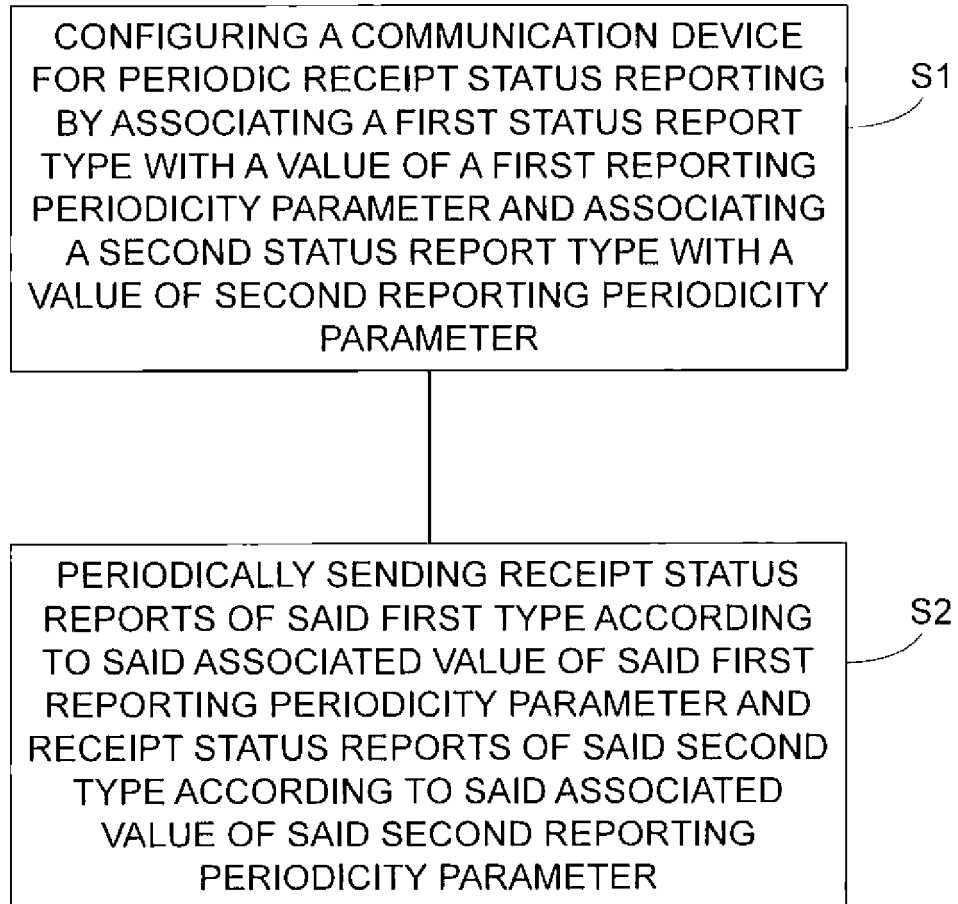 CONFIGURING A COMMUNICATION DEVICE
FOR PERIODIC RECEIPT STATUS REPORTING
BY ASSOCIATING A FIRST STATUS REPORT
TYPE WITH A VALUE OF A FIRST REPORTING
PERIODICITY PARAMETER AND ASSOCIATING
A SECOND STATUS REPORT TYPE WITH A
VALUE OF SECOND REPORTING PERIODICITY
PARAMETER
S1
PERIODICALLY SENDING RECEIPT STATUS
REPORTS OF SAID FIRST TYPE ACCORDING
TO SAID ASSOCIATED VALUE OF SAID FIRST
REPORTING PERIODICITY PARAMETER AND
RECEIPT STATUS REPORTS OF SAID SECOND
TYPE ACCORDING TO SAID ASSOCIATED
VALUE OF SAID SECOND REPORTING
PERIODICITY PARAMETER
S2